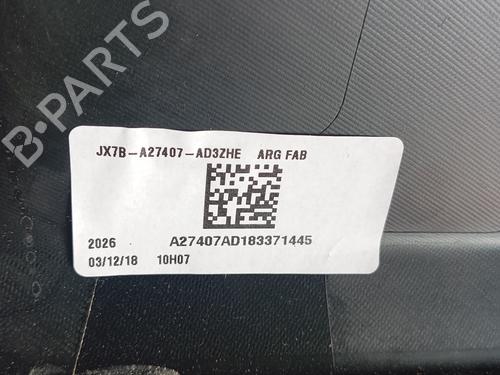 B-PARTS
JX7B-A27407-AD3ZHE ARG FAB
2026 A27407AD183371445
03/12/18 10H07